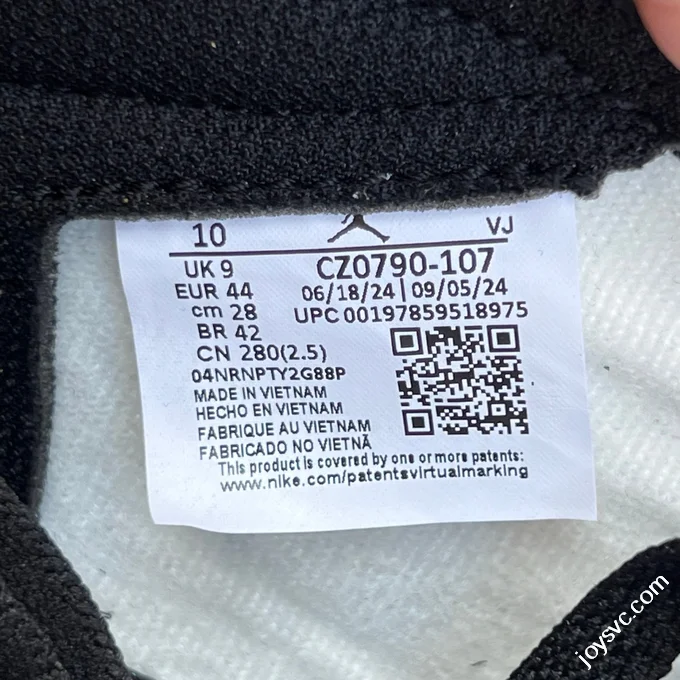 10 VJ
UK 9 CZ0790-107
EUR 44 06/18/24 | 09/05/24
cm 28 UPC 00197859518975
BR 42
CN 280(2.5)
04NRNPTY2G88P
MADE IN VIETNAM
HECHO EN VIETNAM
FABRIQUE AU VIETNAM
FABRICADO NO VIETNÃ
This product is covered by one or more patents:
www.nike.com/patentsvirtualmarking
joysvc.com